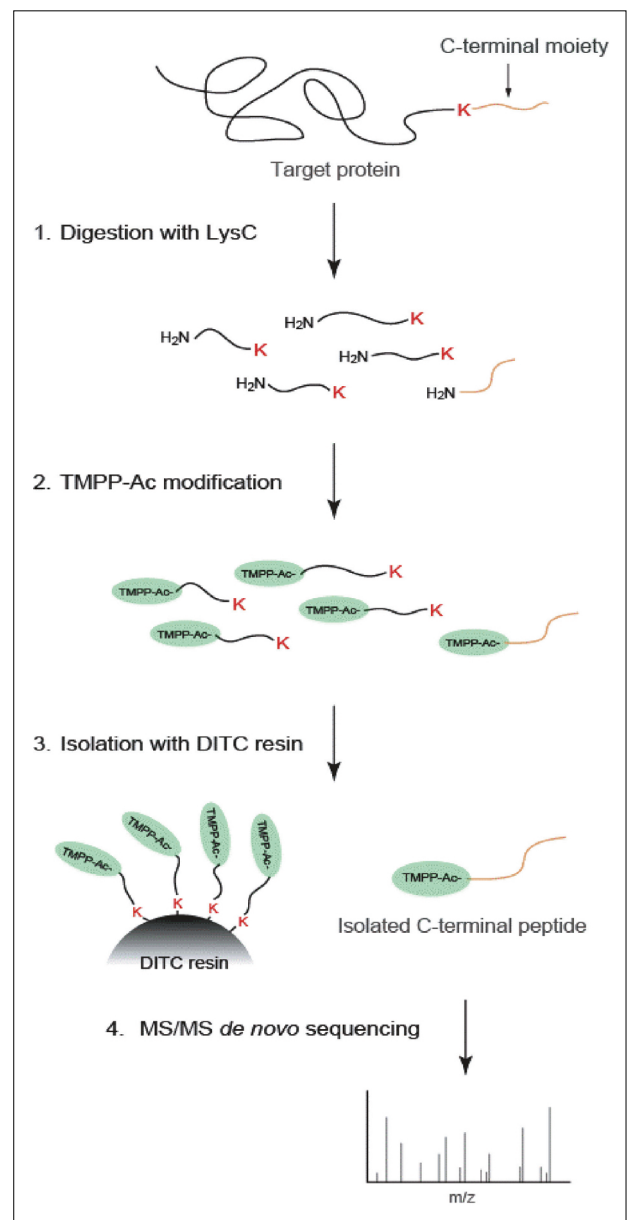 C-terminal moiety
K
Target protein
1. Digestion with LysC
H₂N K
H₂N K
H₂N K
H₂N K
H₂N
2. TMPP-Ac modification
TMPP-Ac- K
TMPP-Ac- K
TMPP-Ac- K
TMPP-Ac- K
TMPP-Ac-
3. Isolation with DITC resin
TMPP-Ac-
TMPP-Ac-
TMPP-Ac-
TMPP-Ac-
TMPP-Ac-
K K K K
Isolated C-terminal peptide
DITC resin
4. MS/MS de novo sequencing
m/z